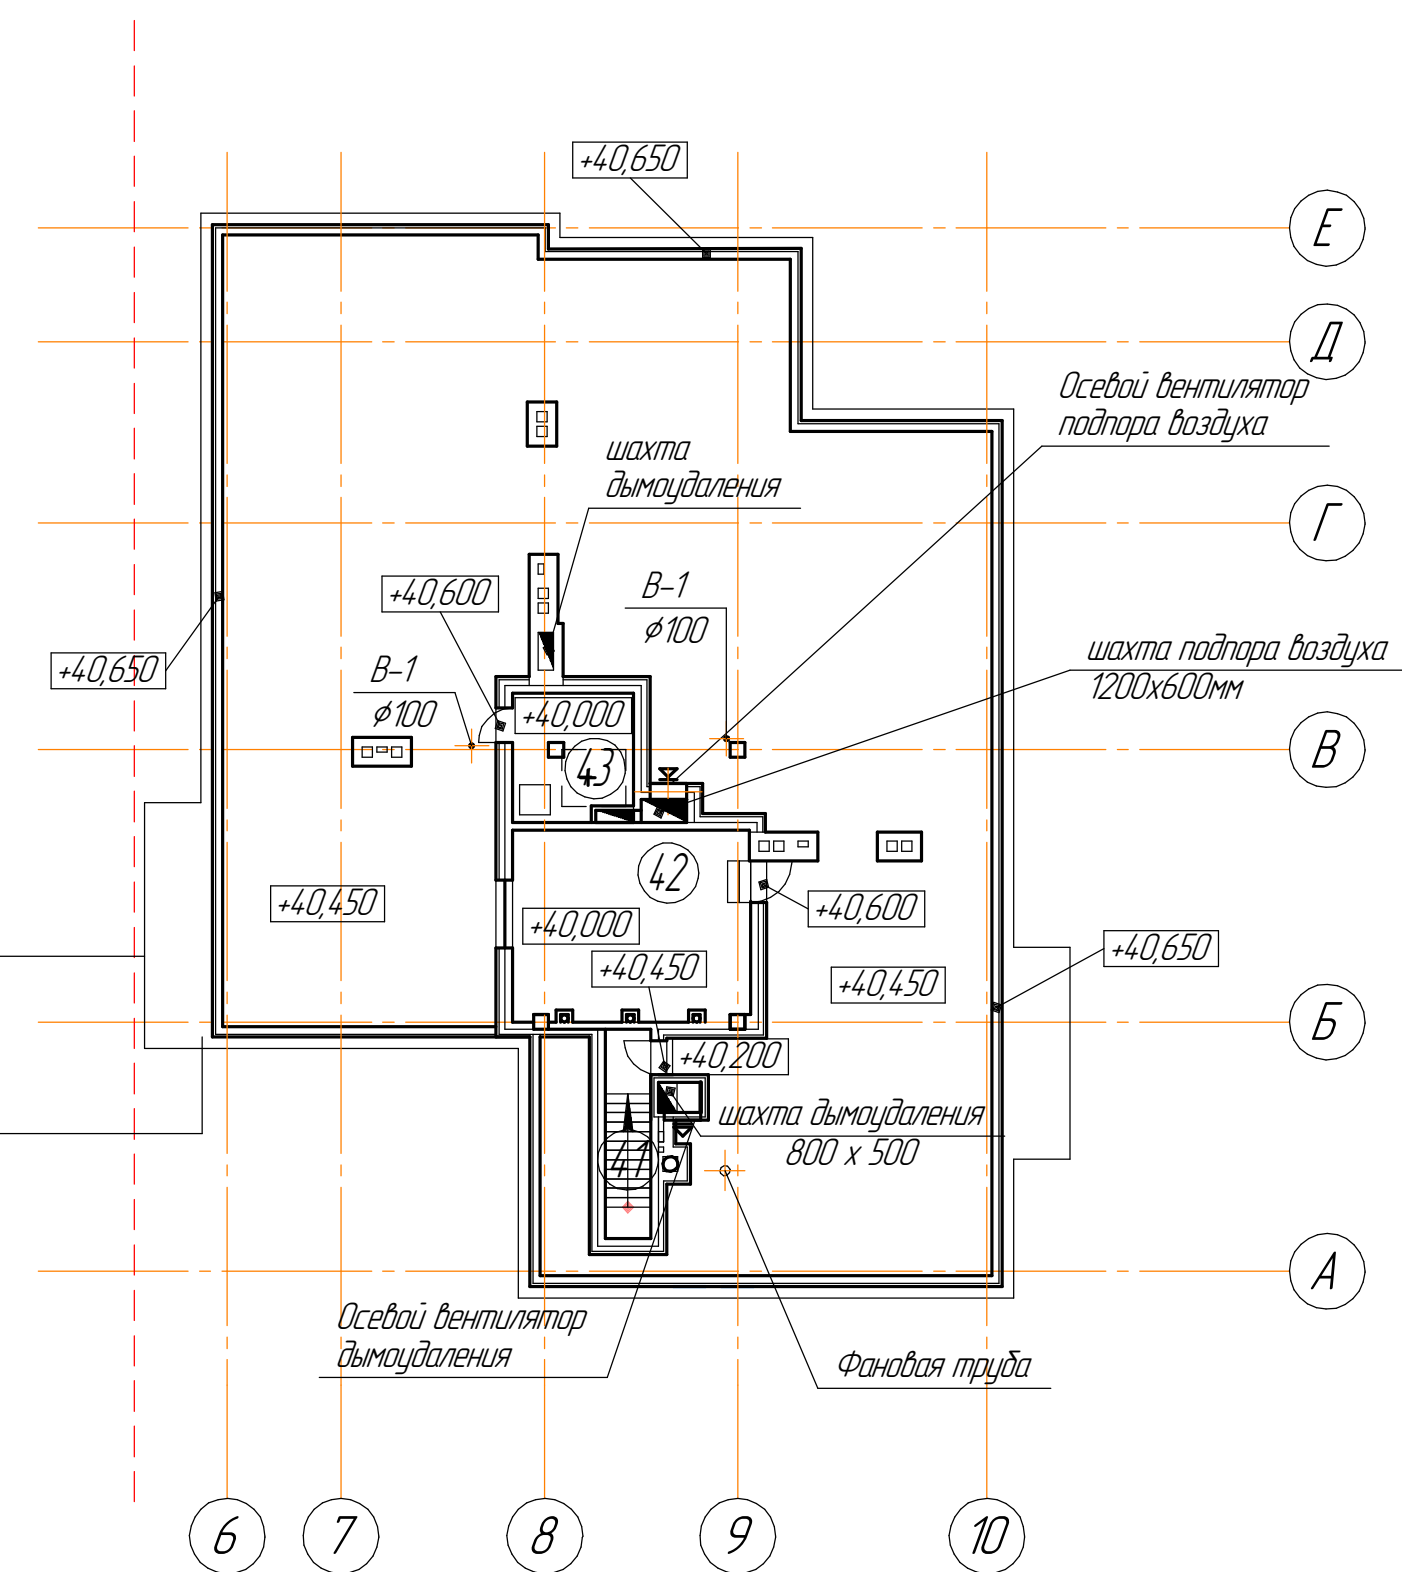 +40,650
Е
Д
Осевой вентилятор
подпора воздуха
шахта
дымоудаления
Г
+40,600
В-1
ϕ100
+40,650
В-1
ϕ100
шахта подпора воздуха
1200х600мм
+40,000
43
В
42
+40,450
+40,000
+40,600
+40,450
+40,450
+40,650
Б
+40,200
шахта дымоудаления
800 х 500
41
А
Осевой вентилятор
дымоудаления
Фановая труба
6
7
8
9
10